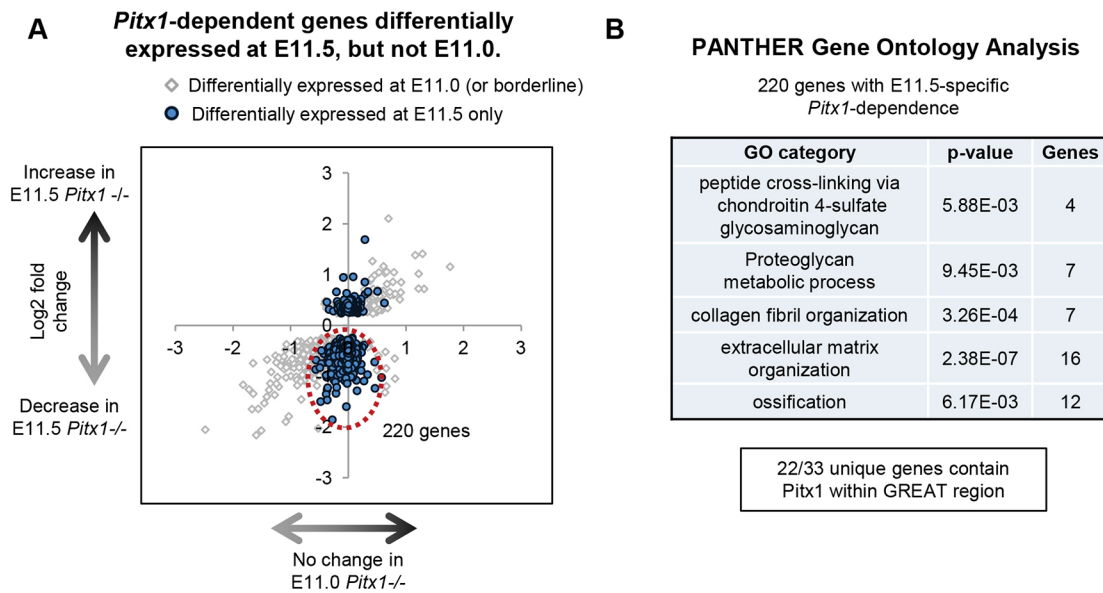 A
Pitx1-dependent genes differentially
expressed at E11.5, but not E11.0.
Differentially expressed at E11.0 (or borderline)
Differentially expressed at E11.5 only
Increase in
E11.5 Pitx1 -/-
Log2 fold
change
Decrease in
E11.5 Pitx1-/-
3
2
1
0
-3
-2
-1
1
2
3
-1
-2
-3
220 genes
No change in
E11.0 Pitx1-/-
B
PANTHER Gene Ontology Analysis
220 genes with E11.5-specific
Pitx1-dependence
GO category p-value Genes
peptide cross-linking via
chondroitin 4-sulfate
glycosaminoglycan
5.88E-03 4
Proteoglycan
metabolic process
9.45E-03 7
collagen fibril organization 3.26E-04 7
extracellular matrix
organization
2.38E-07 16
ossification 6.17E-03 12
22/33 unique genes contain
Pitx1 within GREAT region